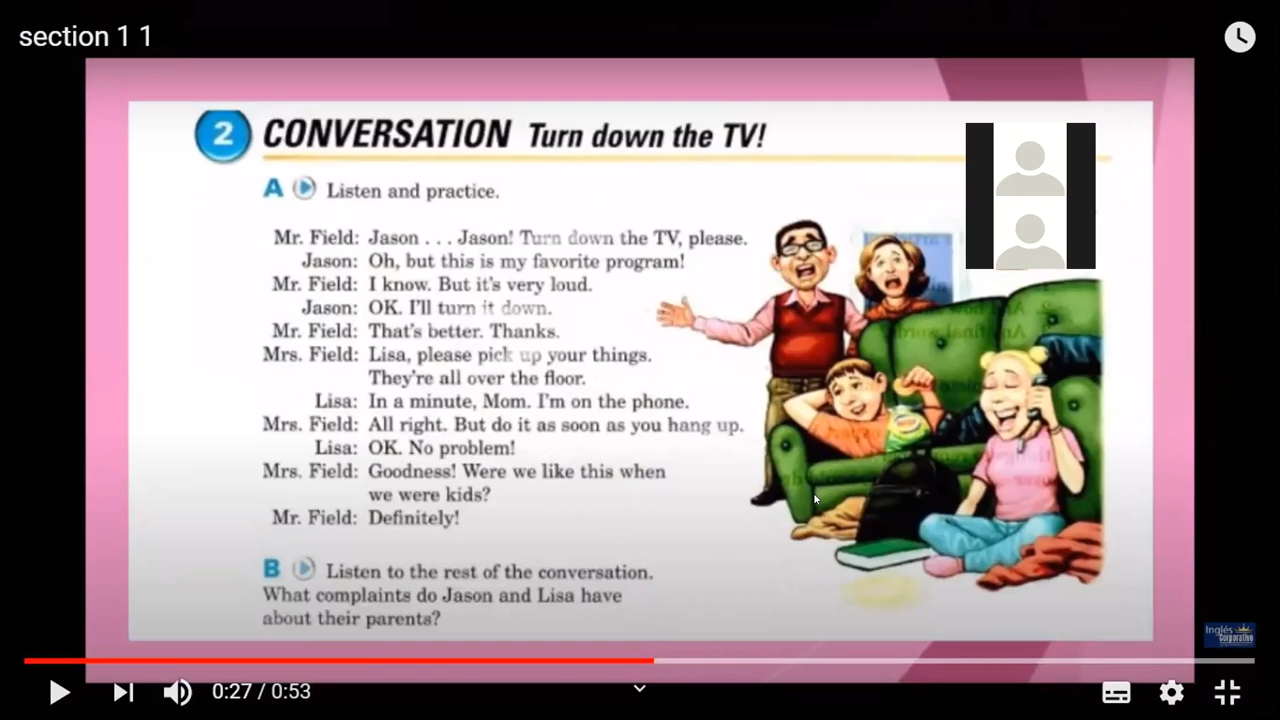 section 1 1
2 CONVERSATION Turn down the TV!
A Listen and practice.
Mr. Field: Jason . . . Jason! Turn down the TV, please.
Jason: Oh, but this is my favorite program!
Mr. Field: I know. But it's very loud.
Jason: OK. I'll turn it down.
Mr. Field: That's better. Thanks.
Mrs. Field: Lisa, please pick up your things.
They're all over the floor.
Lisa: In a minute, Mom. I'm on the phone.
Mrs. Field: All right. But do it as soon as you hang up.
Lisa: OK. No problem!
Mrs. Field: Goodness! Were we like this when
we were kids?
Mr. Field: Definitely!
B Listen to the rest of the conversation.
What complaints do Jason and Lisa have
about their parents?
Inglés
Corporativo
0:27 / 0:53